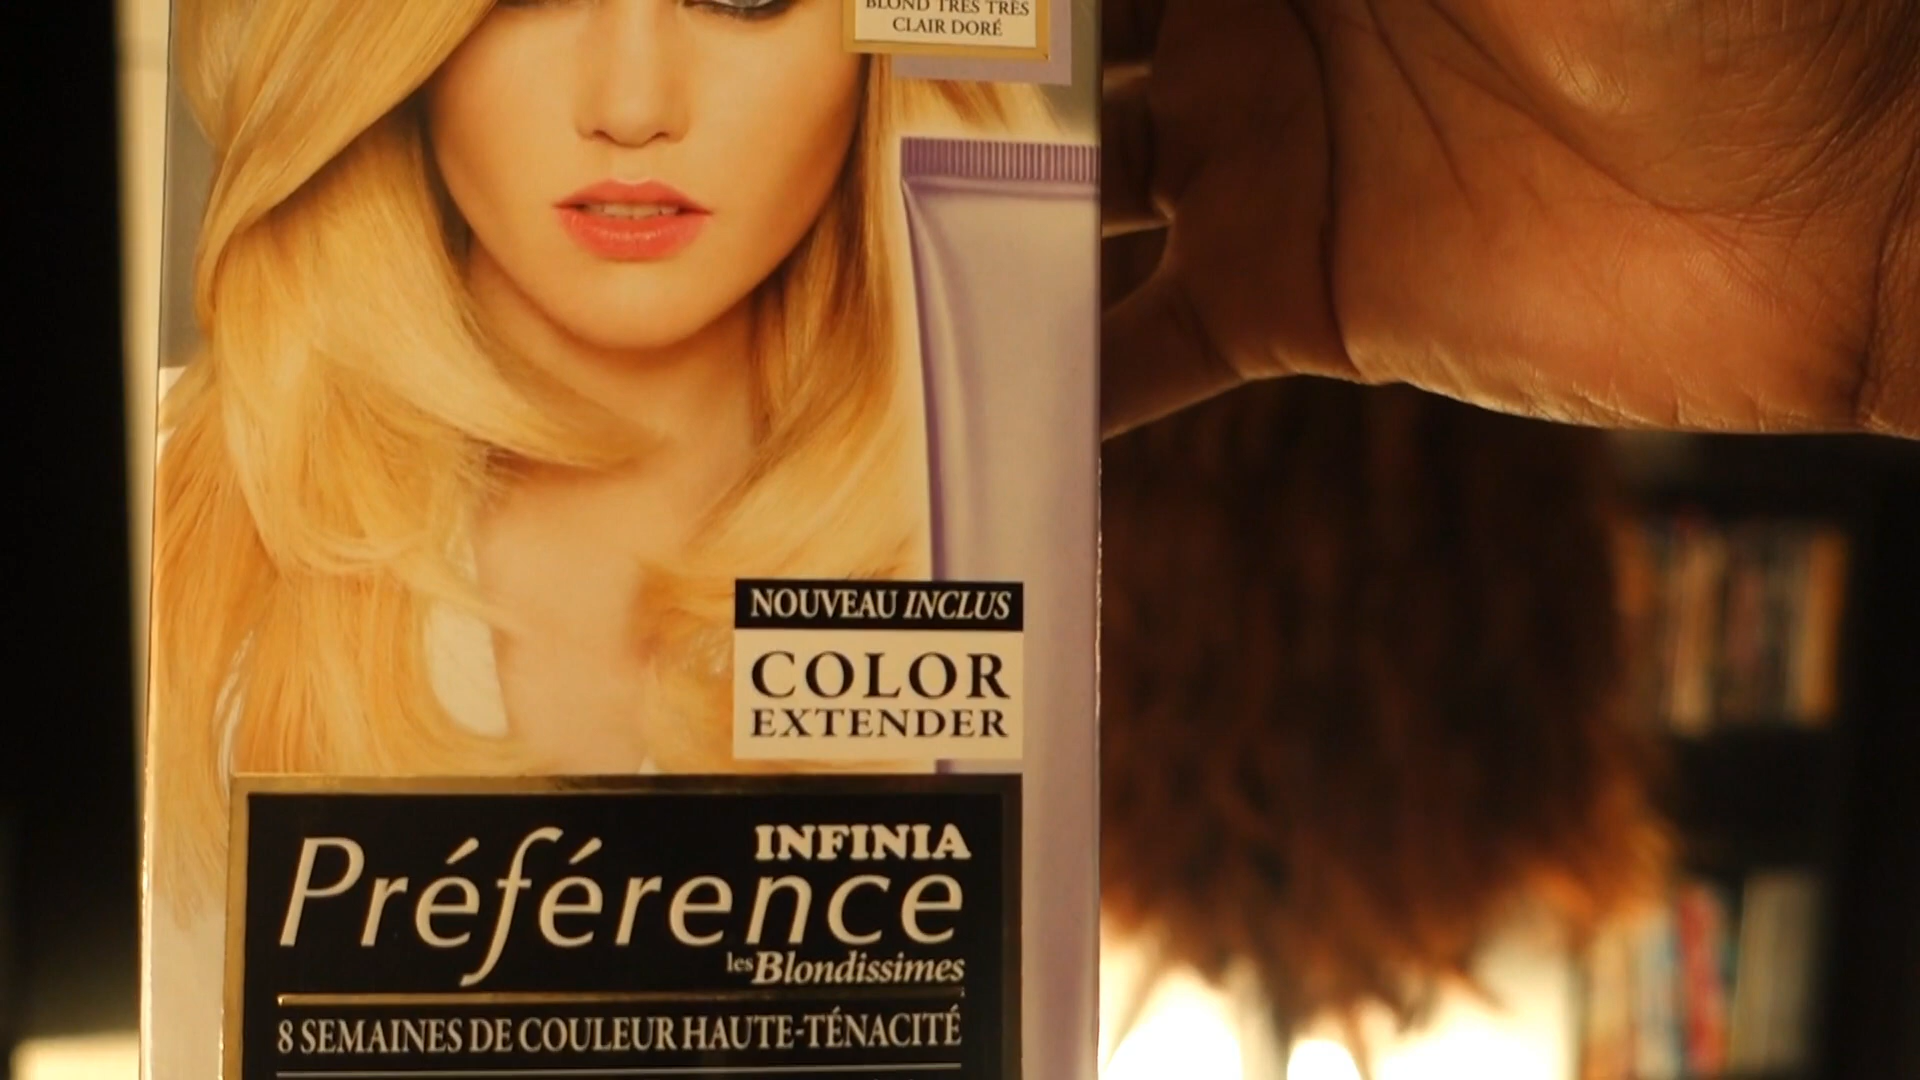 BLOND TRÈS TRÈS
CLAIR DORÉ
NOUVEAU INCLUS
COLOR
EXTENDER
INFINIA
Préférence
les Blondissimes
8 SEMAINES DE COULEUR HAUTE-TÉNACITÉ